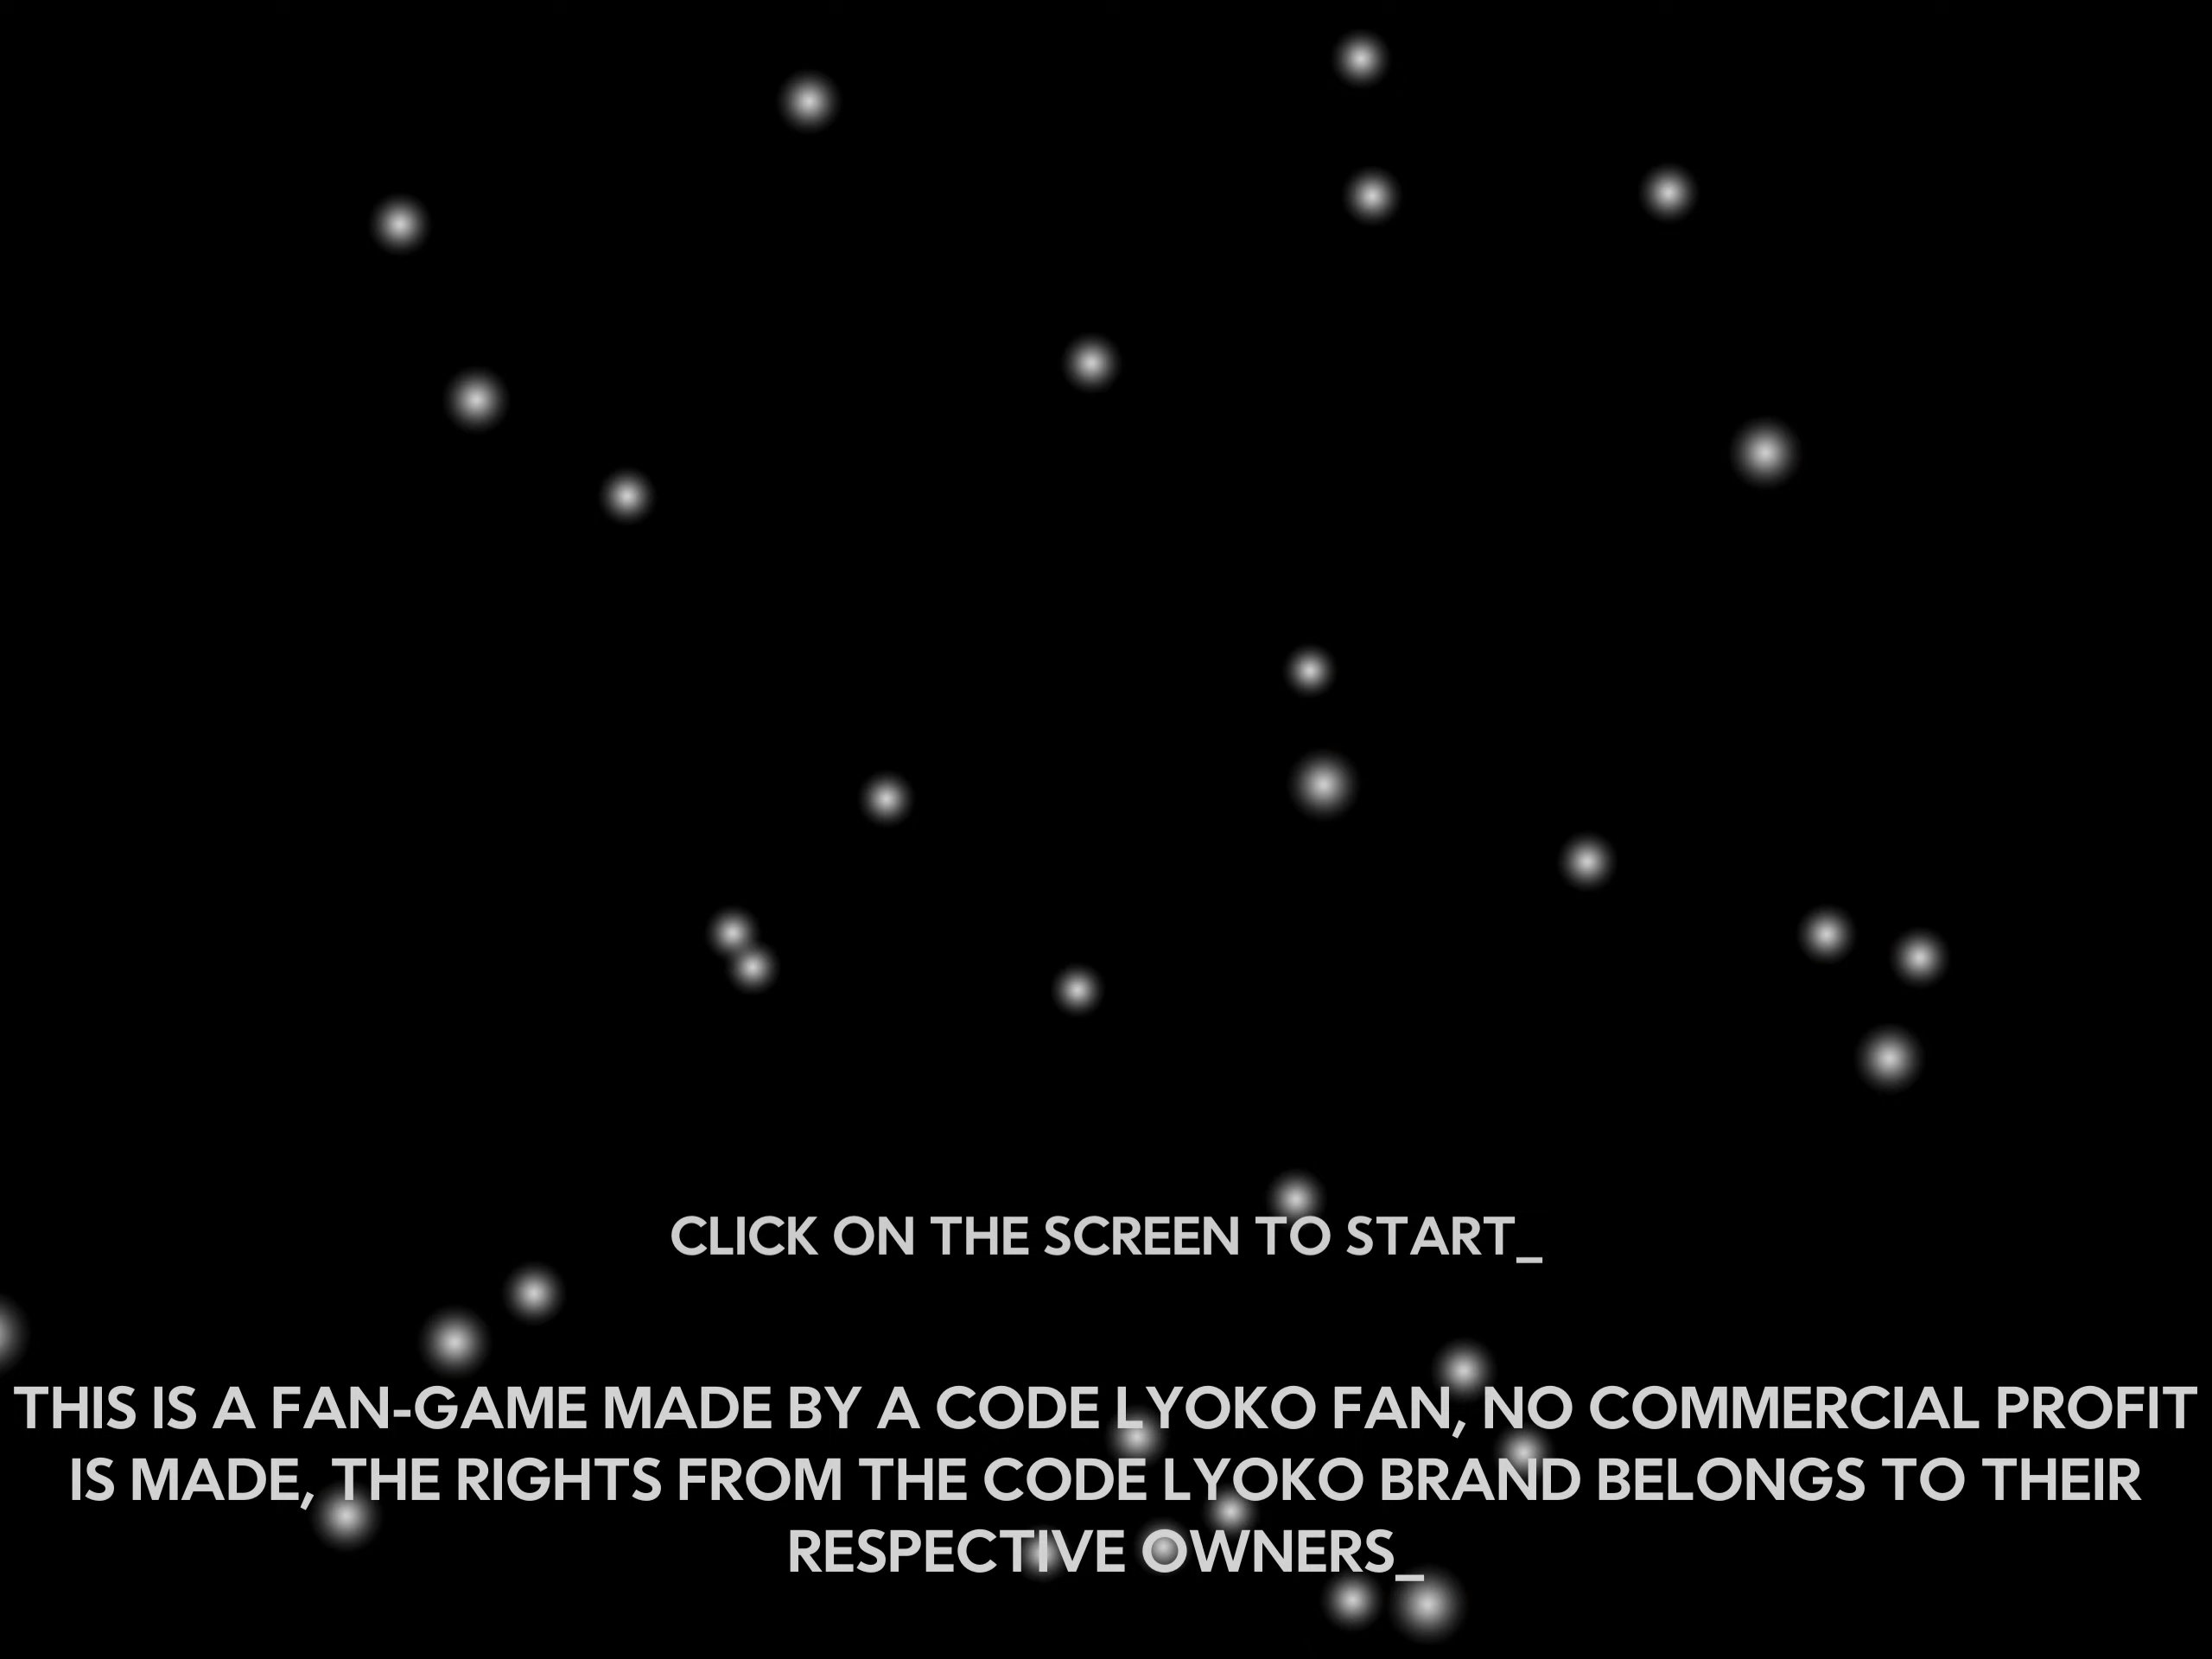 CLICK ON THE SCREEN TO START_
THIS IS A FAN-GAME MADE BY A CODE LYOKO FAN, NO COMMERCIAL PROFIT
IS MADE, THE RIGHTS FROM THE CODE LYOKO BRAND BELONGS TO THEIR
RESPECTIVE OWNERS_